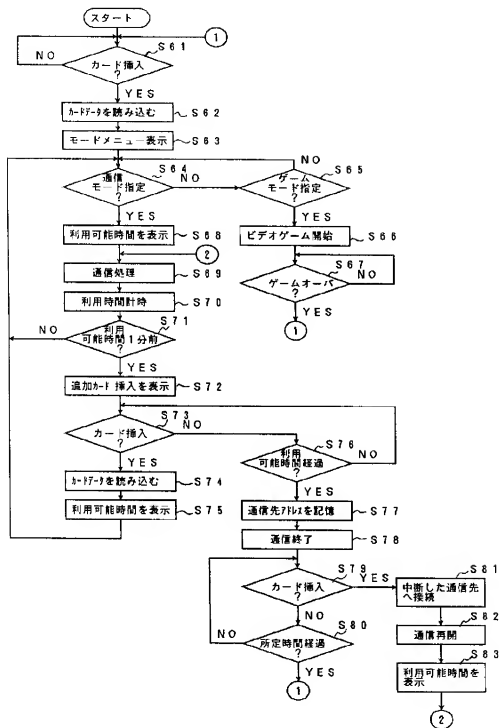 スタート
1
S61
NO
カード挿入
?
YES
カードデータを読み込む
S62
モードメニュー表示
S63
NO
S64
通信
モード指定
?
NO
S65
ゲーム
モード指定
?
YES
YES
利用可能時間を表示
S68
ビデオゲーム開始
S66
2
通信処理
S69
S67
ゲームオーバ
?
NO
利用時間計時
S70
YES
1
S71
NO
利用
可能時間1分前
?
YES
追加カード挿入を表示
S72
S73
カード挿入
?
NO
S76
利用
可能時間経過
?
NO
YES
カードデータを読み込む
S74
YES
利用可能時間を表示
S75
通信先アドレスを記憶
S77
通信終了
S78
S79
カード挿入
?
YES
S81
中断した通信先
へ接続
NO
S82
通信再開
S80
NO
所定時間経過
?
S83
利用可能時間を
表示
YES
1
2